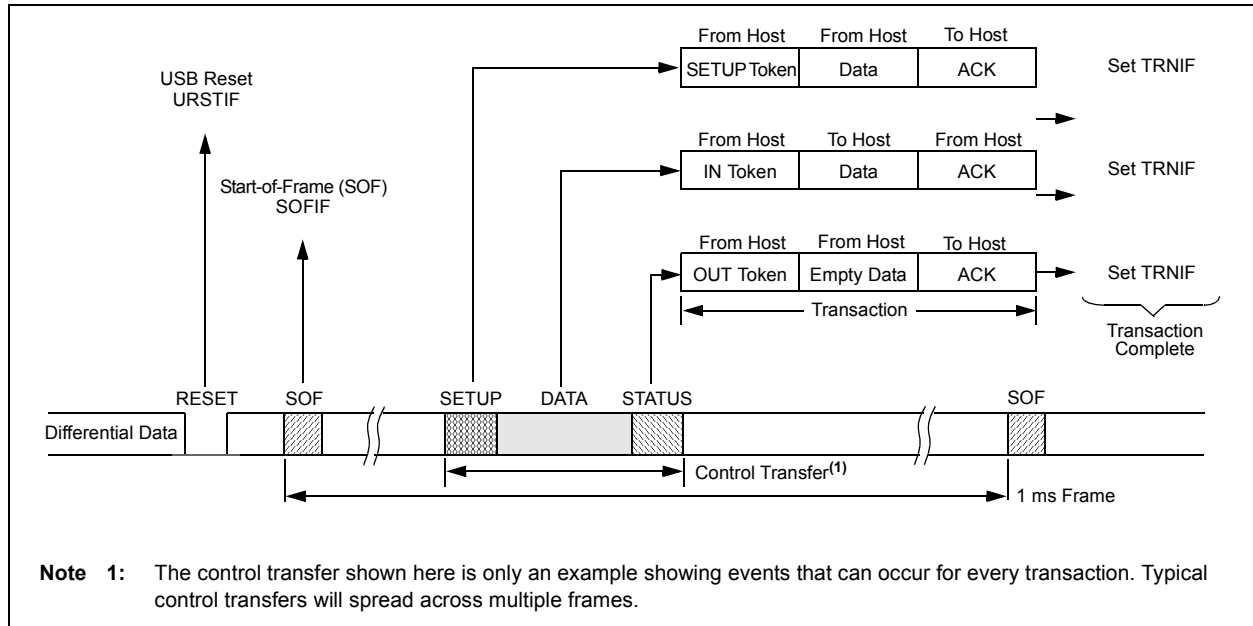 From Host From Host To Host
SETUP Token Data ACK Set TRNIF
USB Reset
URSTIF
From Host To Host From Host
IN Token Data ACK Set TRNIF
Start-of-Frame (SOF)
SOFIF
From Host From Host To Host
OUT Token Empty Data ACK Set TRNIF
Transaction
Transaction
Complete
RESET SOF SETUP DATA STATUS SOF
Differential Data
Control Transfer(1)
1 ms Frame
Note 1: The control transfer shown here is only an example showing events that can occur for every transaction. Typical
control transfers will spread across multiple frames.